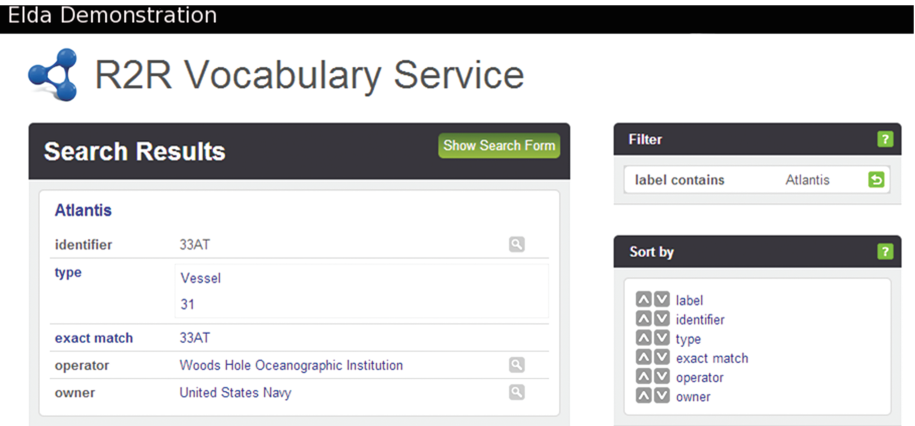 Elda Demonstration
R2R Vocabulary Service
Search Results
Show Search Form
Atlantis
identifier 33AT
type Vessel
31
exact match 33AT
operator Woods Hole Oceanographic Institution
owner United States Navy
Filter ?
label contains Atlantis
Sort by ?
label
identifier
type
exact match
operator
owner